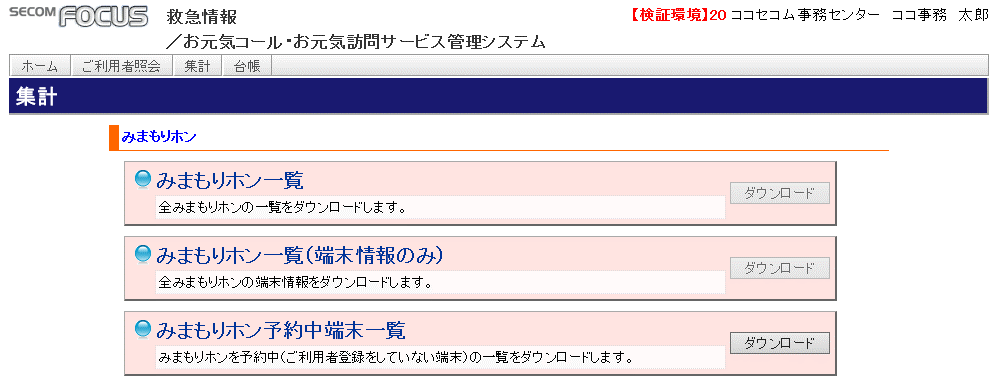 SECOM FOCUS 救急情報
／お元気コール・お元気訪問サービス管理システム
【検証環境】20 ココセコム事務センター ココ事務 太郎
ホーム ご利用者照会 集計 台帳
集計
みまもりホン
みまもりホン一覧
全みまもりホンの一覧をダウンロードします。
ダウンロード
みまもりホン一覧（端末情報のみ）
全みまもりホンの端末情報をダウンロードします。
ダウンロード
みまもりホン予約中端末一覧
みまもりホンを予約中（ご利用者登録をしていない端末）の一覧をダウンロードします。
ダウンロード